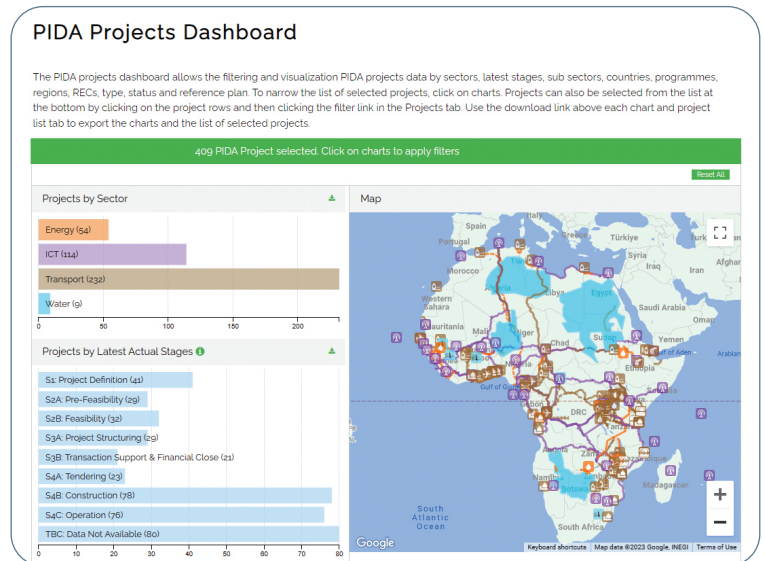 PIDA Projects Dashboard
The PIDA projects dashboard allows the filtering and visualization PIDA projects data by sectors, latest stages, sub sectors, countries, programmes,
regions, RECs, type, status and reference plan. To narrow the list of selected projects, click on charts. Projects can also be selected from the list at
the bottom by clicking on the project rows and then clicking the filter link in the Projects tab. Use the download link above each chart and project
list tab to export the charts and the list of selected projects.
409 PIDA Project selected. Click on charts to apply filters
Reset All
Projects by Sector
Energy (54)
ICT (114)
Transport (232)
Water (9)
0 50 100 150 200
Projects by Latest Actual Stages
S1: Project Definition (41)
S2A: Pre-Feasibility (29)
S2B: Feasibility (32)
S3A: Project Structuring (29)
S3B: Transaction Support & Financial Close (21)
S4A: Tendering (23)
S4B: Construction (78)
S4C: Operation (76)
TBC: Data Not Available (80)
0 10 20 30 40 50 60 70 80
Map
Italy
Spain
Portugal
Greece
Türkiye
Syria
Iraq
Iran
Morocco
Libya
Egypt
Western
Sahara
Saudi Arabia
Oman
Mali
Niger
Chad
Sudan
Yemen
Gulf of Aden
Arabian
Ethiopia
Gabon
DRC
Angola
Namibia
Madagascar
South Africa
South
Atlantic
Ocean
+
−
Google
Keyboard shortcuts Map data ©2023 Google, INEGI Terms of Use